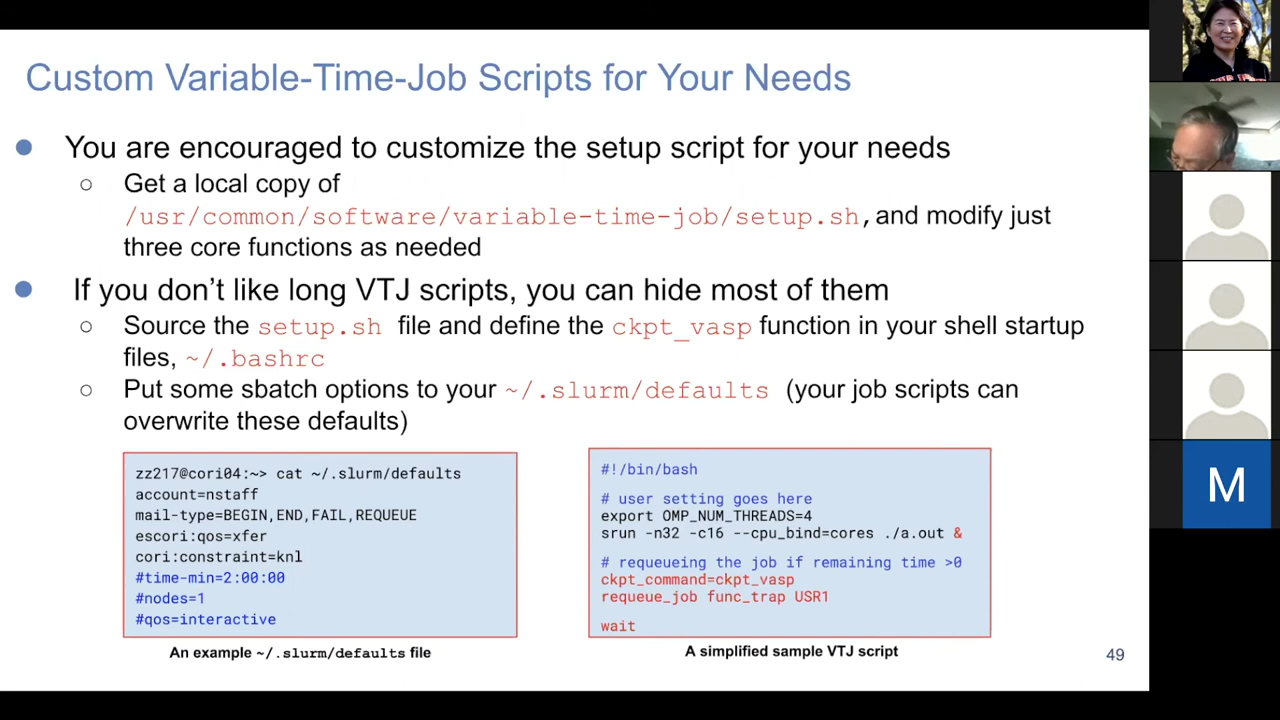 Custom Variable-Time-Job Scripts for Your Needs
You are encouraged to customize the setup script for your needs
Get a local copy of
/usr/common/software/variable-time-job/setup.sh, and modify just
three core functions as needed
If you don’t like long VTJ scripts, you can hide most of them
Source the setup.sh file and define the ckpt_vasp function in your shell startup
files, ~/.bashrc
Put some sbatch options to your ~/.slurm/defaults (your job scripts can
overwrite these defaults)
zz217@cori04:~> cat ~/.slurm/defaults
account=nstaff
mail-type=BEGIN,END,FAIL,REQUEUE
escori:qos=xfer
cori:constraint=knl
#time-min=2:00:00
#nodes=1
#qos=interactive
An example ~/.slurm/defaults file
#!/bin/bash
# user setting goes here
export OMP_NUM_THREADS=4
srun -n32 -c16 --cpu_bind=cores ./a.out &
# requeueing the job if remaining time >0
ckpt_command=ckpt_vasp
requeue_job func_trap USR1
wait
A simplified sample VTJ script
49
M